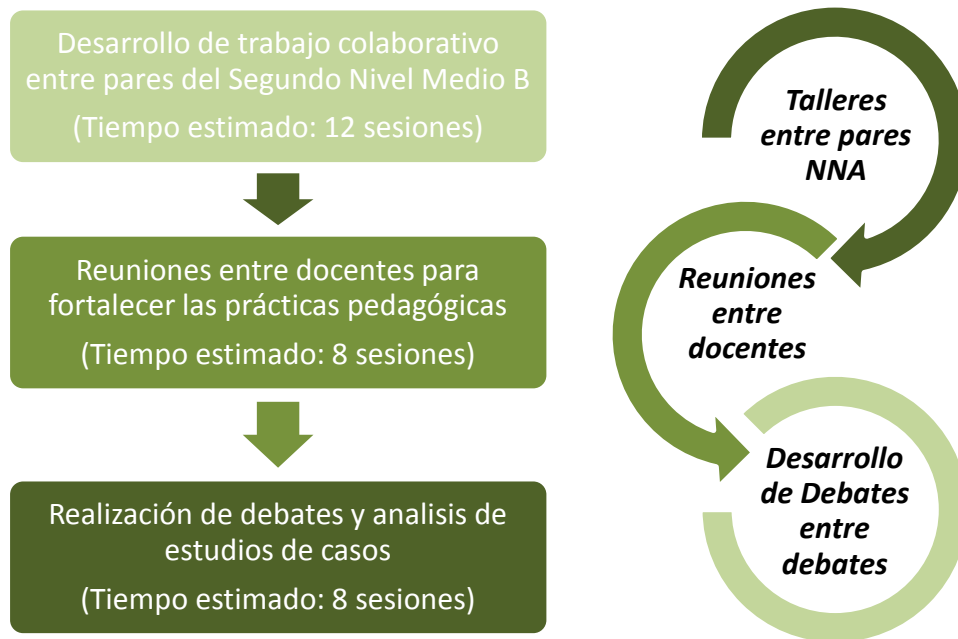 Desarrollo de trabajo colaborativo
entre pares del Segundo Nivel Medio B
(Tiempo estimado: 12 sesiones)
Reuniones entre docentes para
fortalecer las prácticas pedagógicas
(Tiempo estimado: 8 sesiones)
Realización de debates y analisis de
estudios de casos
(Tiempo estimado: 8 sesiones)
Talleres
entre pares
NNA
Reuniones
entre
docentes
Desarrollo
de Debates
entre
debates